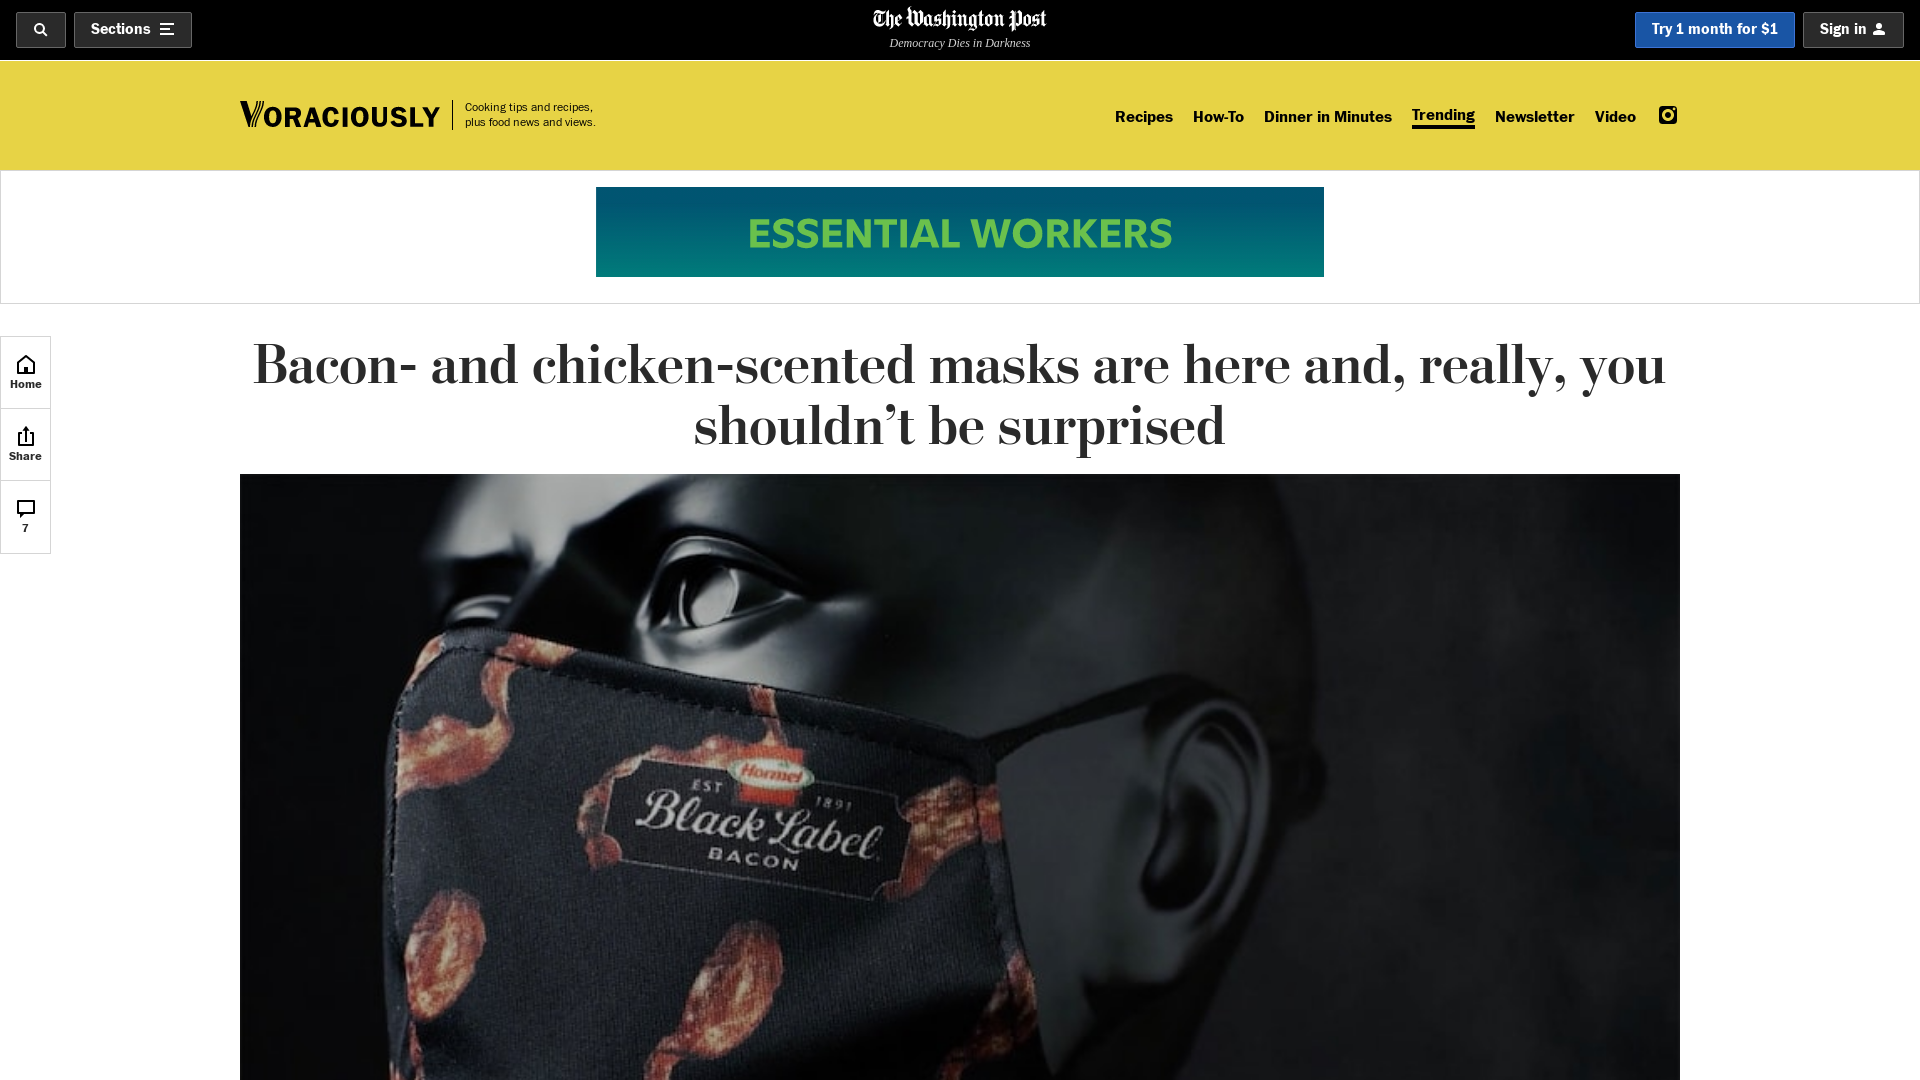 Sections
The Washington Post
Democracy Dies in Darkness
Try 1 month for $1
Sign in
VORACIOUSLY
Cooking tips and recipes,
plus food news and views.
Recipes
How-To
Dinner in Minutes
Trending
Newsletter
Video
ESSENTIAL WORKERS
Home
Share
7
Bacon- and chicken-scented masks are here and, really, you
shouldn’t be surprised
Hormel
EST 1891
Black Label
BACON